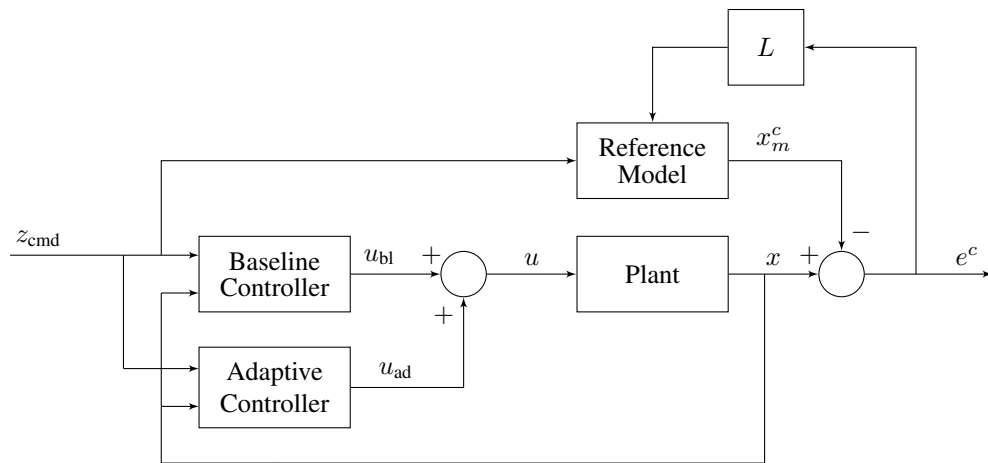 L
Reference
Model
x_m^c
z_cmd
−
Baseline
Controller
u_bl
+
u
Plant
x
+
e^c
+
Adaptive
Controller
u_ad